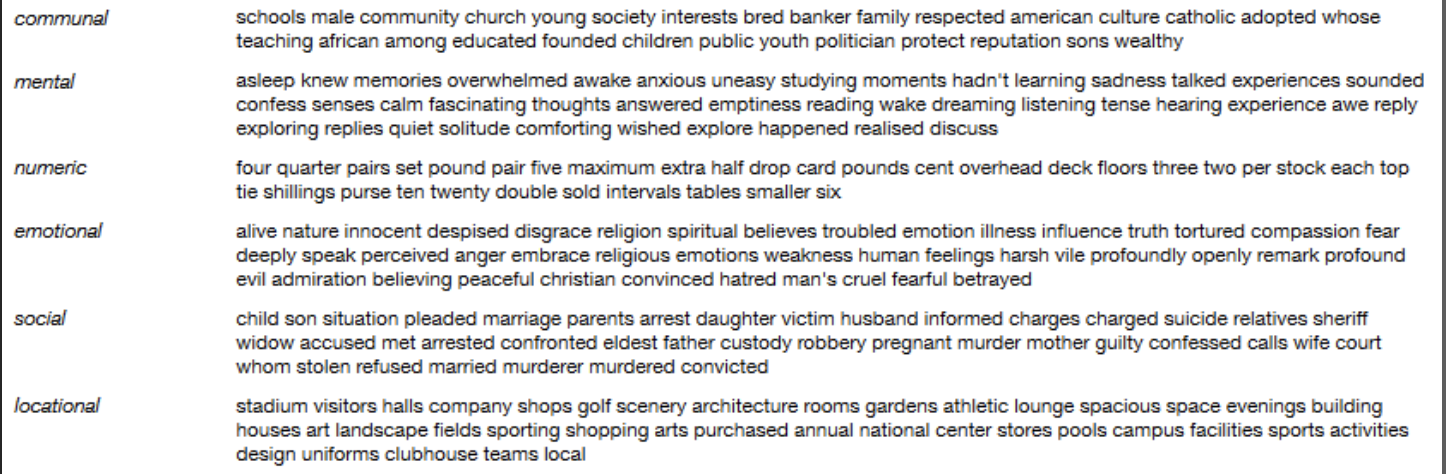 communal schools male community church young society interests bred banker family respected american culture catholic adopted whose
teaching african among educated founded children public youth politician protect reputation sons wealthy
mental asleep knew memories overwhelmed awake anxious uneasy studying moments hadn't learning sadness talked experiences sounded
confess senses calm fascinating thoughts answered emptiness reading wake dreaming listening tense hearing experience awe reply
exploring replies quiet solitude comforting wished explore happened realised discuss
numeric four quarter pairs set pound pair five maximum extra half drop card pounds cent overhead deck floors three two per stock each top
tie shillings purse ten twenty double sold intervals tables smaller six
emotional alive nature innocent despised disgrace religion spiritual believes troubled emotion illness influence truth tortured compassion fear
deeply speak perceived anger embrace religious emotions weakness human feelings harsh vile profoundly openly remark profound
evil admiration believing peaceful christian convinced hatred man's cruel fearful betrayed
social child son situation pleaded marriage parents arrest daughter victim husband informed charges charged suicide relatives sheriff
widow accused met arrested confronted eldest father custody robbery pregnant murder mother guilty confessed calls wife court
whom stolen refused married murderer murdered convicted
locational stadium visitors halls company shops golf scenery architecture rooms gardens athletic lounge spacious space evenings building
houses art landscape fields sporting shopping arts purchased annual national center stores pools campus facilities sports activities
design uniforms clubhouse teams local